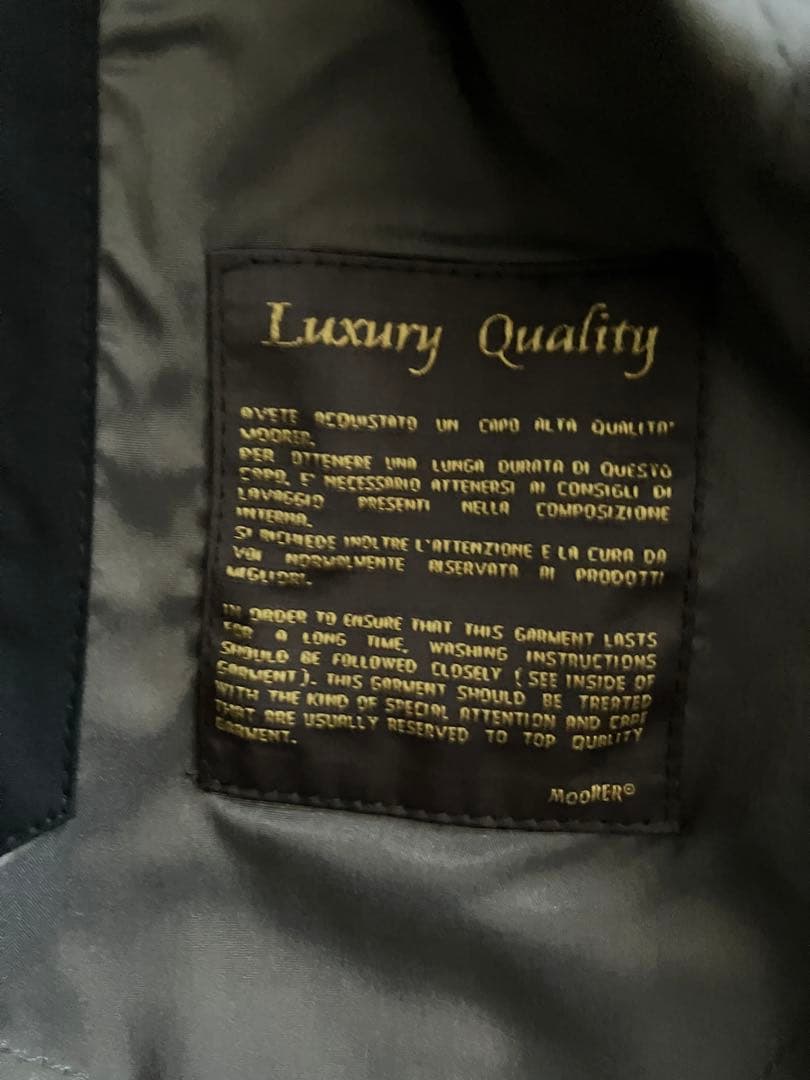 Luxury Quality
AVETE ACQUISTATO UN CAPO ALTA QUALITA'
MOORER.
PER OTTENERE UNA LUNGA DURATA DI QUESTO
CAPO, E' NECESSARIO ATTENERSI AI CONSIGLI DI
LAVAGGIO PRESENTI NELLA COMPOSIZIONE
INTERNA.
SI RICHIEDE INOLTRE L'ATTENZIONE E LA CURA DA
VOI NORMALMENTE RISERVATA AI PRODOTTI
MIGLIORI.
IN ORDER TO ENSURE THAT THIS GARMENT LASTS
FOR A LONG TIME, WASHING INSTRUCTIONS
SHOULD BE FOLLOWED CLOSELY (SEE INSIDE OF
GARMENT). THIS GARMENT SHOULD BE TREATED
WITH THE KIND OF SPECIAL ATTENTION AND CARE
THAT ARE USUALLY RESERVED TO TOP QUALITY
GARMENT.
MOORER©